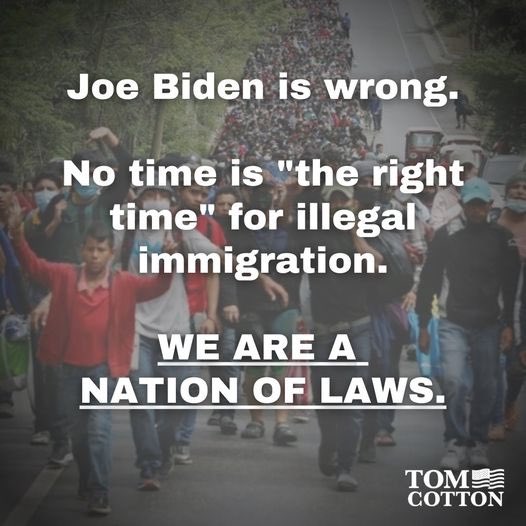 Joe Biden is wrong.
No time is "the right
time" for illegal
immigration.
WE ARE A
NATION OF LAWS.
TOM
COTTON